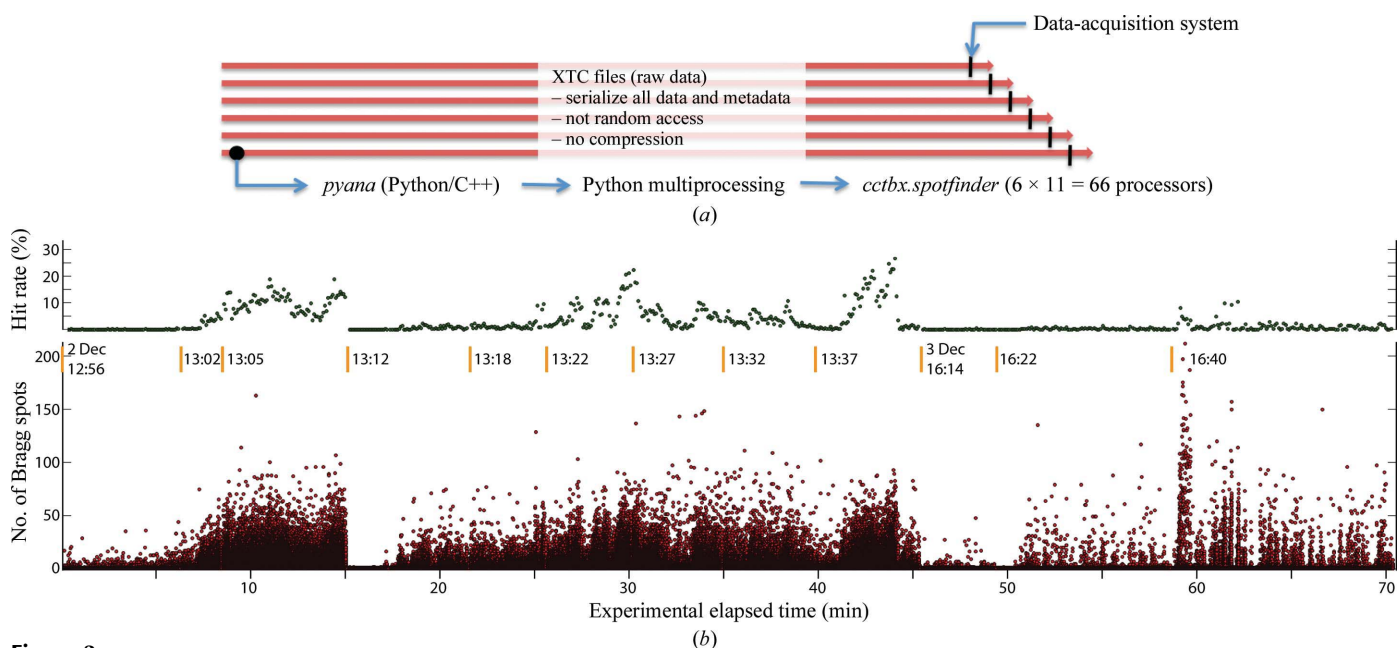 Data-acquisition system
XTC files (raw data)
– serialize all data and metadata
– not random access
– no compression
pyana (Python/C++)
Python multiprocessing
cctbx.spotfinder (6 × 11 = 66 processors)
(a)
Hit rate (%)
30
20
10
2 Dec
12:56
13:02
13:05
13:12
13:18
13:22
13:27
13:32
13:37
3 Dec
16:14
16:22
16:40
No. of Bragg spots
200
150
100
50
0
10
20
30
40
50
60
70
Experimental elapsed time (min)
(b)